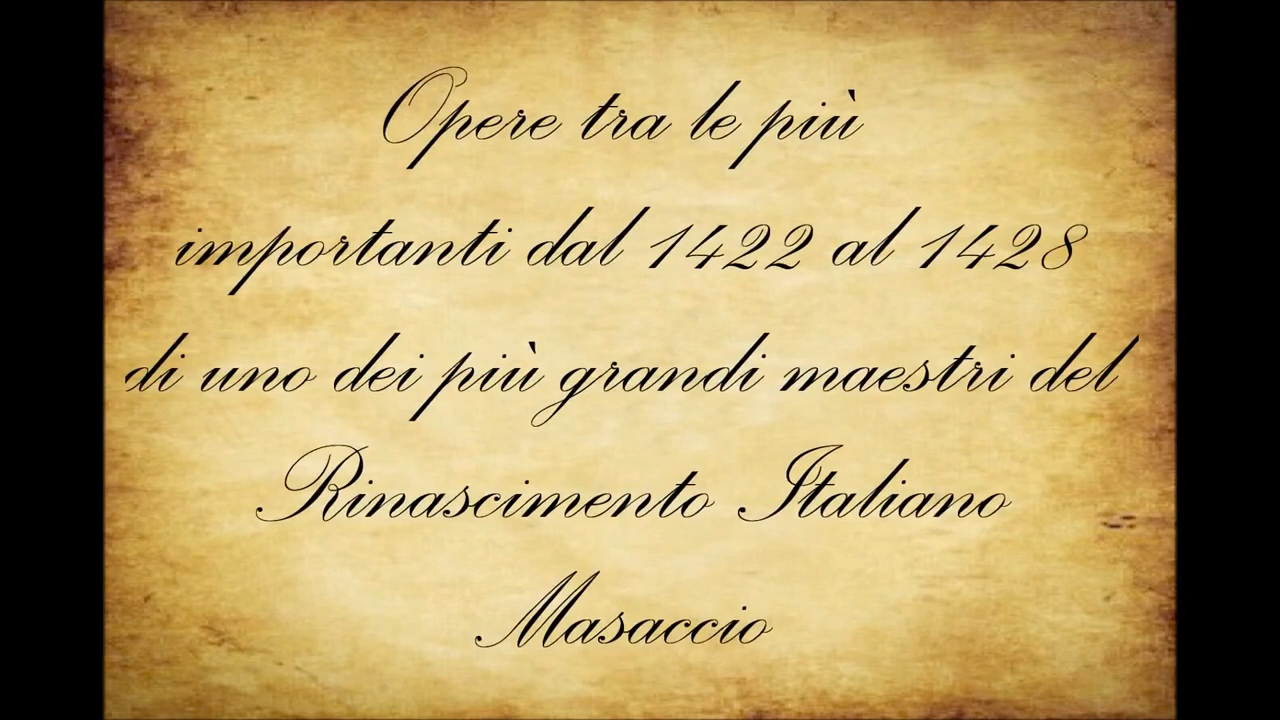 Opere tra le più
importanti dal 1422 al 1428
di uno dei più grandi maestri del
Rinascimento Italiano
Masaccio